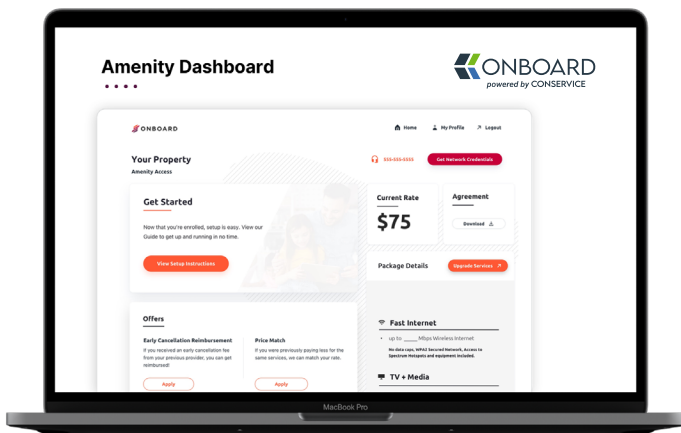 Amenity Dashboard
ONBOARD
powered by CONSERVICE
ONBOARD
Home
My Profile
Logout
Your Property
Amenity Access
555-555-5555
Get Network Credentials
Get Started
Now that you're enrolled, setup is easy. View our
Guide to get up and running in no time.
View Setup Instructions
Current Rate
$75
Agreement
Download
Package Details
Upgrade Services
Offers
Early Cancellation Reimbursement
If you received an early cancellation fee
from your previous provider, you can get
reimbursed!
Apply
Price Match
If you were previously paying less for the
same services, we can match your rate.
Apply
Fast Internet
up to ____ Mbps Wireless Internet
No data caps, WPA2 Secured Network, Access to
Spectrum Hotspots and equipment included.
TV + Media
MacBook Pro